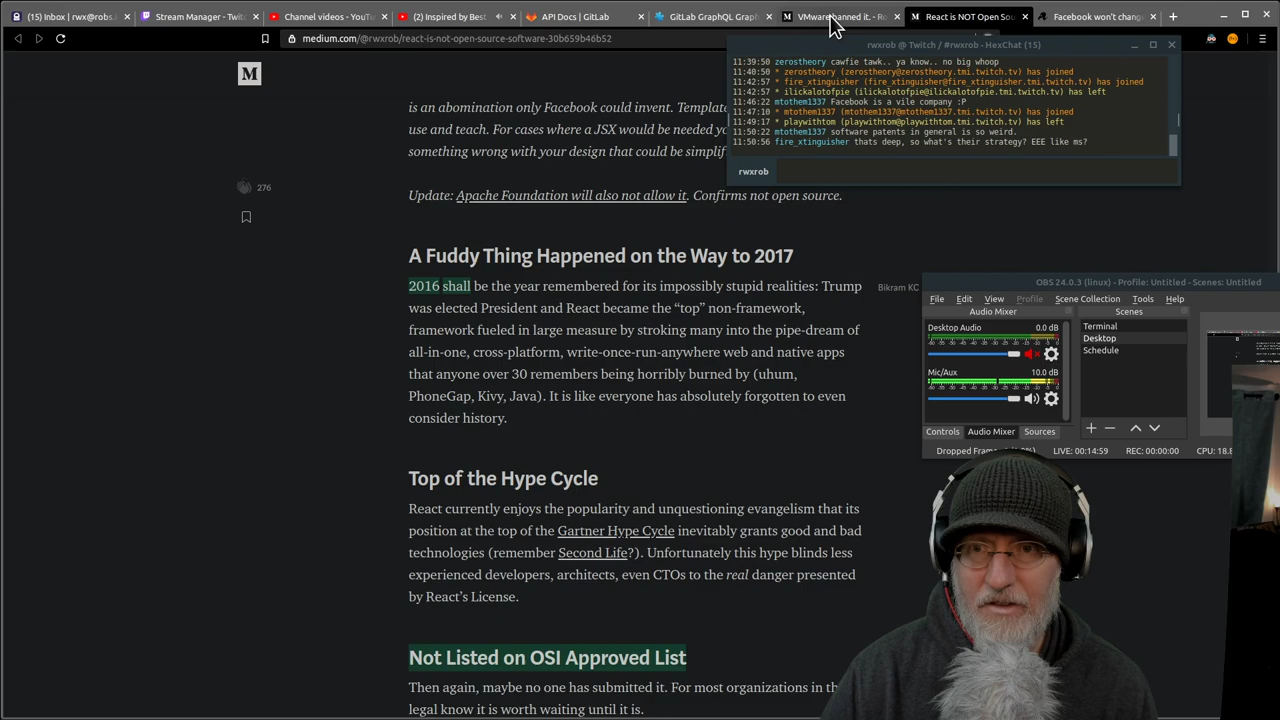 (15) Inbox | rwx@robs.
Stream Manager - Twitc
Channel videos - YouTu
(2) Inspired by Best
API Docs | GitLab
GitLab GraphQL Graph
VMware banned it. - Ro
React is NOT Open Sou
Facebook won't chang
medium.com/@rwxrob/react-is-not-open-source-software-30b659b46b52
M
rwxrob @ Twitch / #rwxrob - HexChat (15)
11:39:50 zerostheory cawfie tawk.. ya know.. no big whoop
11:40:50 * zerostheory (zerostheory@zerostheory.tmi.twitch.tv) has joined
11:42:57 * fire_xtinguisher (fire_xtinguisher@fire_xtinguisher.tmi.twitch.tv) has joined
11:42:57 * ilickalotofpie (ilickalotofpie@ilickalotofpie.tmi.twitch.tv) has left
11:46:22 mtothem1337 Facebook is a vile company :P
11:47:10 * mtothem1337 (mtothem1337@mtothem1337.tmi.twitch.tv) has joined
11:49:17 * playwithtom (playwithtom@playwithtom.tmi.twitch.tv) has left
11:50:22 mtothem1337 software patents in general is so weird.
11:50:56 fire_xtinguisher thats deep, so what's their strategy? EEE like ms?
rwxrob
is an abomination only Facebook could invent. Template
use and teach. For cases where a JSX would be needed yo
something wrong with your design that could be simplif
276
Update: Apache Foundation will also not allow it. Confirms not open source.
A Fuddy Thing Happened on the Way to 2017
2016 shall be the year remembered for its impossibly stupid realities: Trump
was elected President and React became the “top” non-framework,
framework fueled in large measure by stroking many into the pipe-dream of
all-in-one, cross-platform, write-once-run-anywhere web and native apps
that anyone over 30 remembers being horribly burned by (uhum,
PhoneGap, Kivy, Java). It is like everyone has absolutely forgotten to even
consider history.
Bikram KC
Top of the Hype Cycle
React currently enjoys the popularity and unquestioning evangelism that its
position at the top of the Gartner Hype Cycle inevitably grants good and bad
technologies (remember Second Life?). Unfortunately this hype blinds less
experienced developers, architects, even CTOs to the real danger presented
by React’s License.
Not Listed on OSI Approved List
Then again, maybe no one has submitted it. For most organizations in th
legal know it is worth waiting until it is.
OBS 24.0.3 (linux) - Profile: Untitled - Scenes: Untitled
File Edit View Profile Scene Collection Tools Help
Audio Mixer
Scenes
Desktop Audio 0.0 dB
Mic/Aux 10.0 dB
Terminal
Desktop
Schedule
Controls Audio Mixer Sources
Dropped Fram
LIVE: 00:14:59
REC: 00:00:00
CPU: 18.8